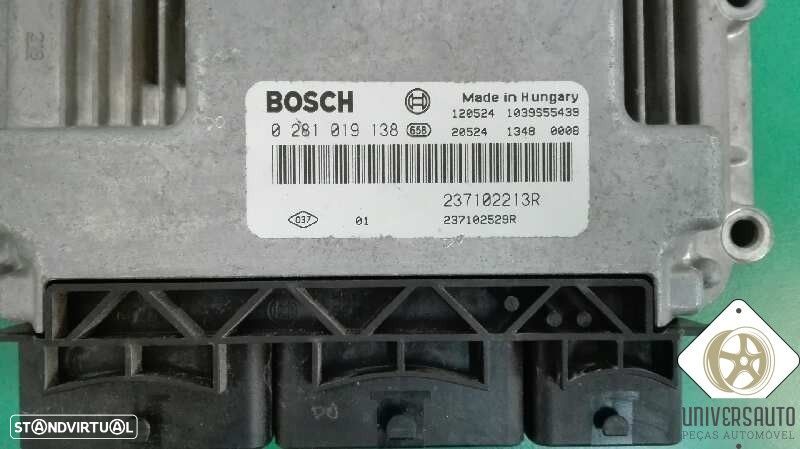 BOSCH
Made in Hungary
120524 1039S55439
0 281 019 138 65B 20524 1348 0008
237102213R
037 01 237102529R
STANDVIRTUAL
UNIVERSAUTO
PEÇAS AUTOMÓVEL